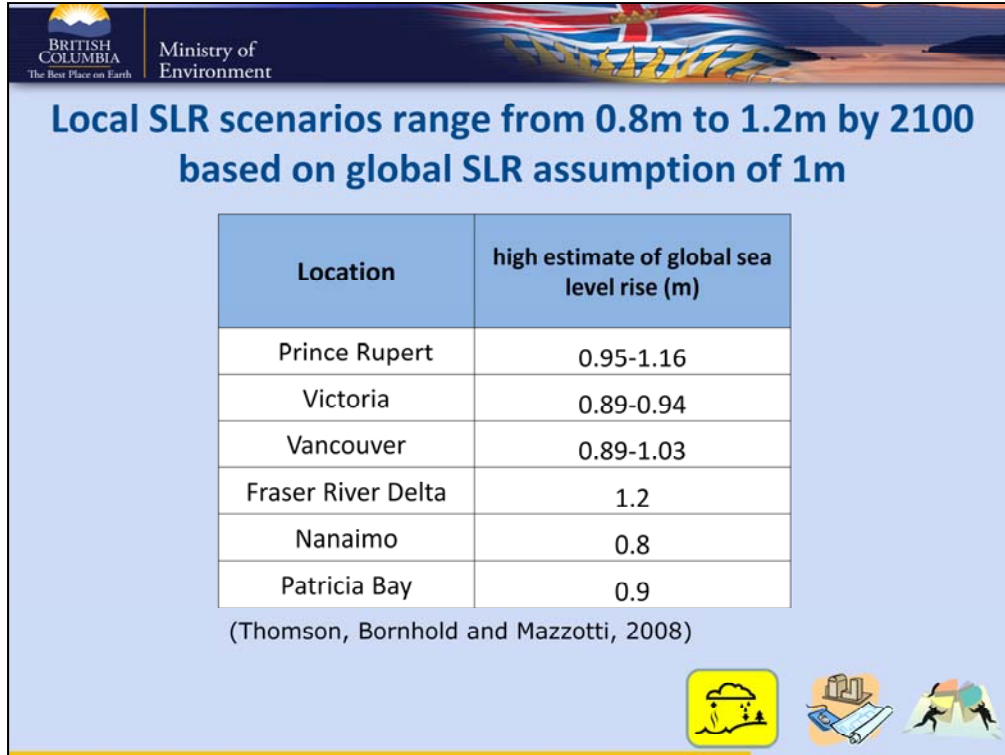 BRITISH
COLUMBIA
The Best Place on Earth
Ministry of
Environment
Local SLR scenarios range from 0.8m to 1.2m by 2100
based on global SLR assumption of 1m
Location
high estimate of global sea
level rise (m)
Prince Rupert 0.95-1.16
Victoria 0.89-0.94
Vancouver 0.89-1.03
Fraser River Delta 1.2
Nanaimo 0.8
Patricia Bay 0.9
(Thomson, Bornhold and Mazzotti, 2008)